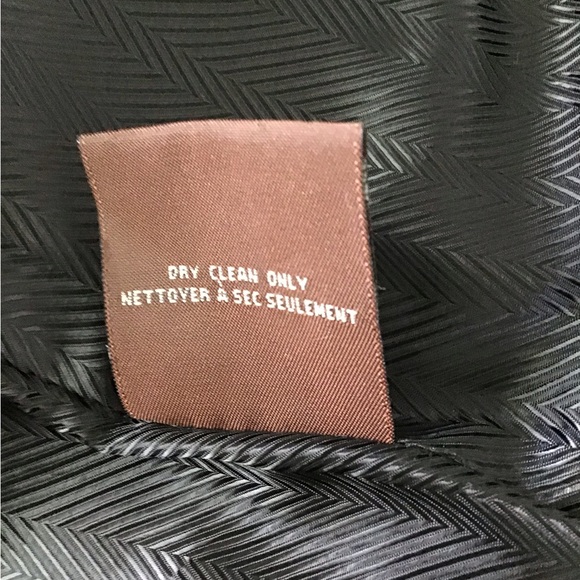 DRY CLEAN ONLY
NETTOYER À SEC SEULEMENT